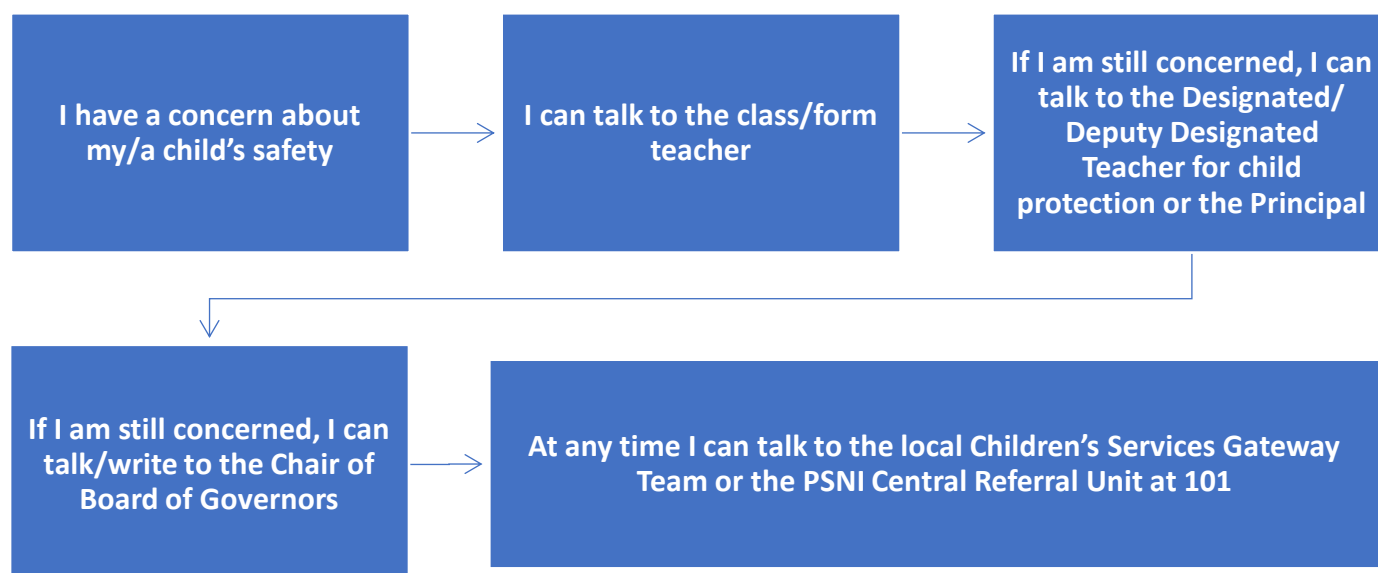 I have a concern about
my/a child’s safety
I can talk to the class/form
teacher
If I am still concerned, I can
talk to the Designated/
Deputy Designated
Teacher for child
protection or the Principal
If I am still concerned, I can
talk/write to the Chair of
Board of Governors
At any time I can talk to the local Children’s Services Gateway
Team or the PSNI Central Referral Unit at 101